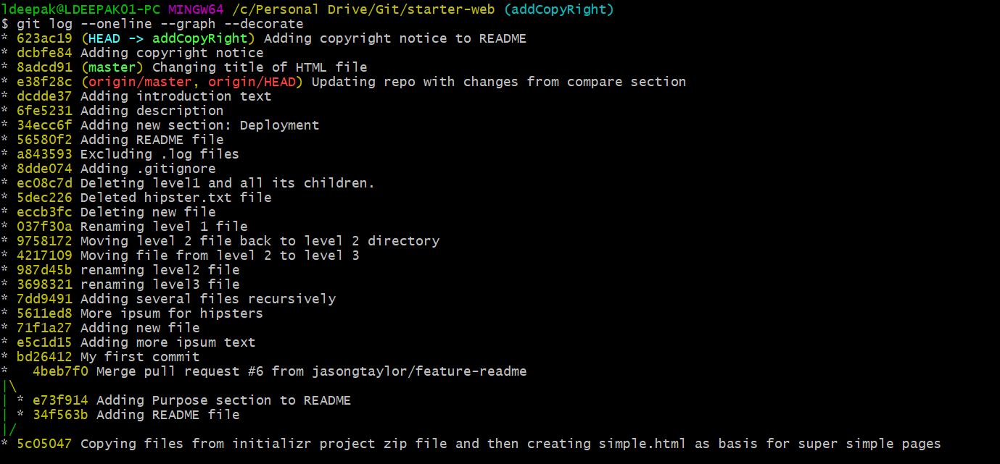 ldeepak@LDEEPAK01-PC MINGW64 /c/Personal Drive/Git/starter-web (addCopyRight)
$ git log --oneline --graph --decorate
* 623ac19 (HEAD -> addCopyRight) Adding copyright notice to README
* dcbfe84 Adding copyright notice
* 8adcd91 (master) Changing title of HTML file
* e38f28c (origin/master, origin/HEAD) Updating repo with changes from compare section
* dcdde37 Adding introduction text
* 6fe5231 Adding description
* 34ecc6f Adding new section: Deployment
* 56580f2 Adding README file
* a843593 Excluding .log files
* 8dde074 Adding .gitignore
* ec08c7d Deleting level1 and all its children.
* 5dec226 Deleted hipster.txt file
* eccb3fc Deleting new file
* 037f30a Renaming level 1 file
* 9758172 Moving level 2 file back to level 2 directory
* 4217109 Moving file from level 2 to level 3
* 987d45b renaming level2 file
* 3698321 renaming level3 file
* 7dd9491 Adding several files recursively
* 5611ed8 More ipsum for hipsters
* 71f1a27 Adding new file
* e5c1d15 Adding more ipsum text
* bd26412 My first commit
*   4beb7f0 Merge pull request #6 from jasongtaylor/feature-readme
|\
| * e73f914 Adding Purpose section to README
| * 34f563b Adding README file
|/
* 5c05047 Copying files from initializr project zip file and then creating simple.html as basis for super simple pages